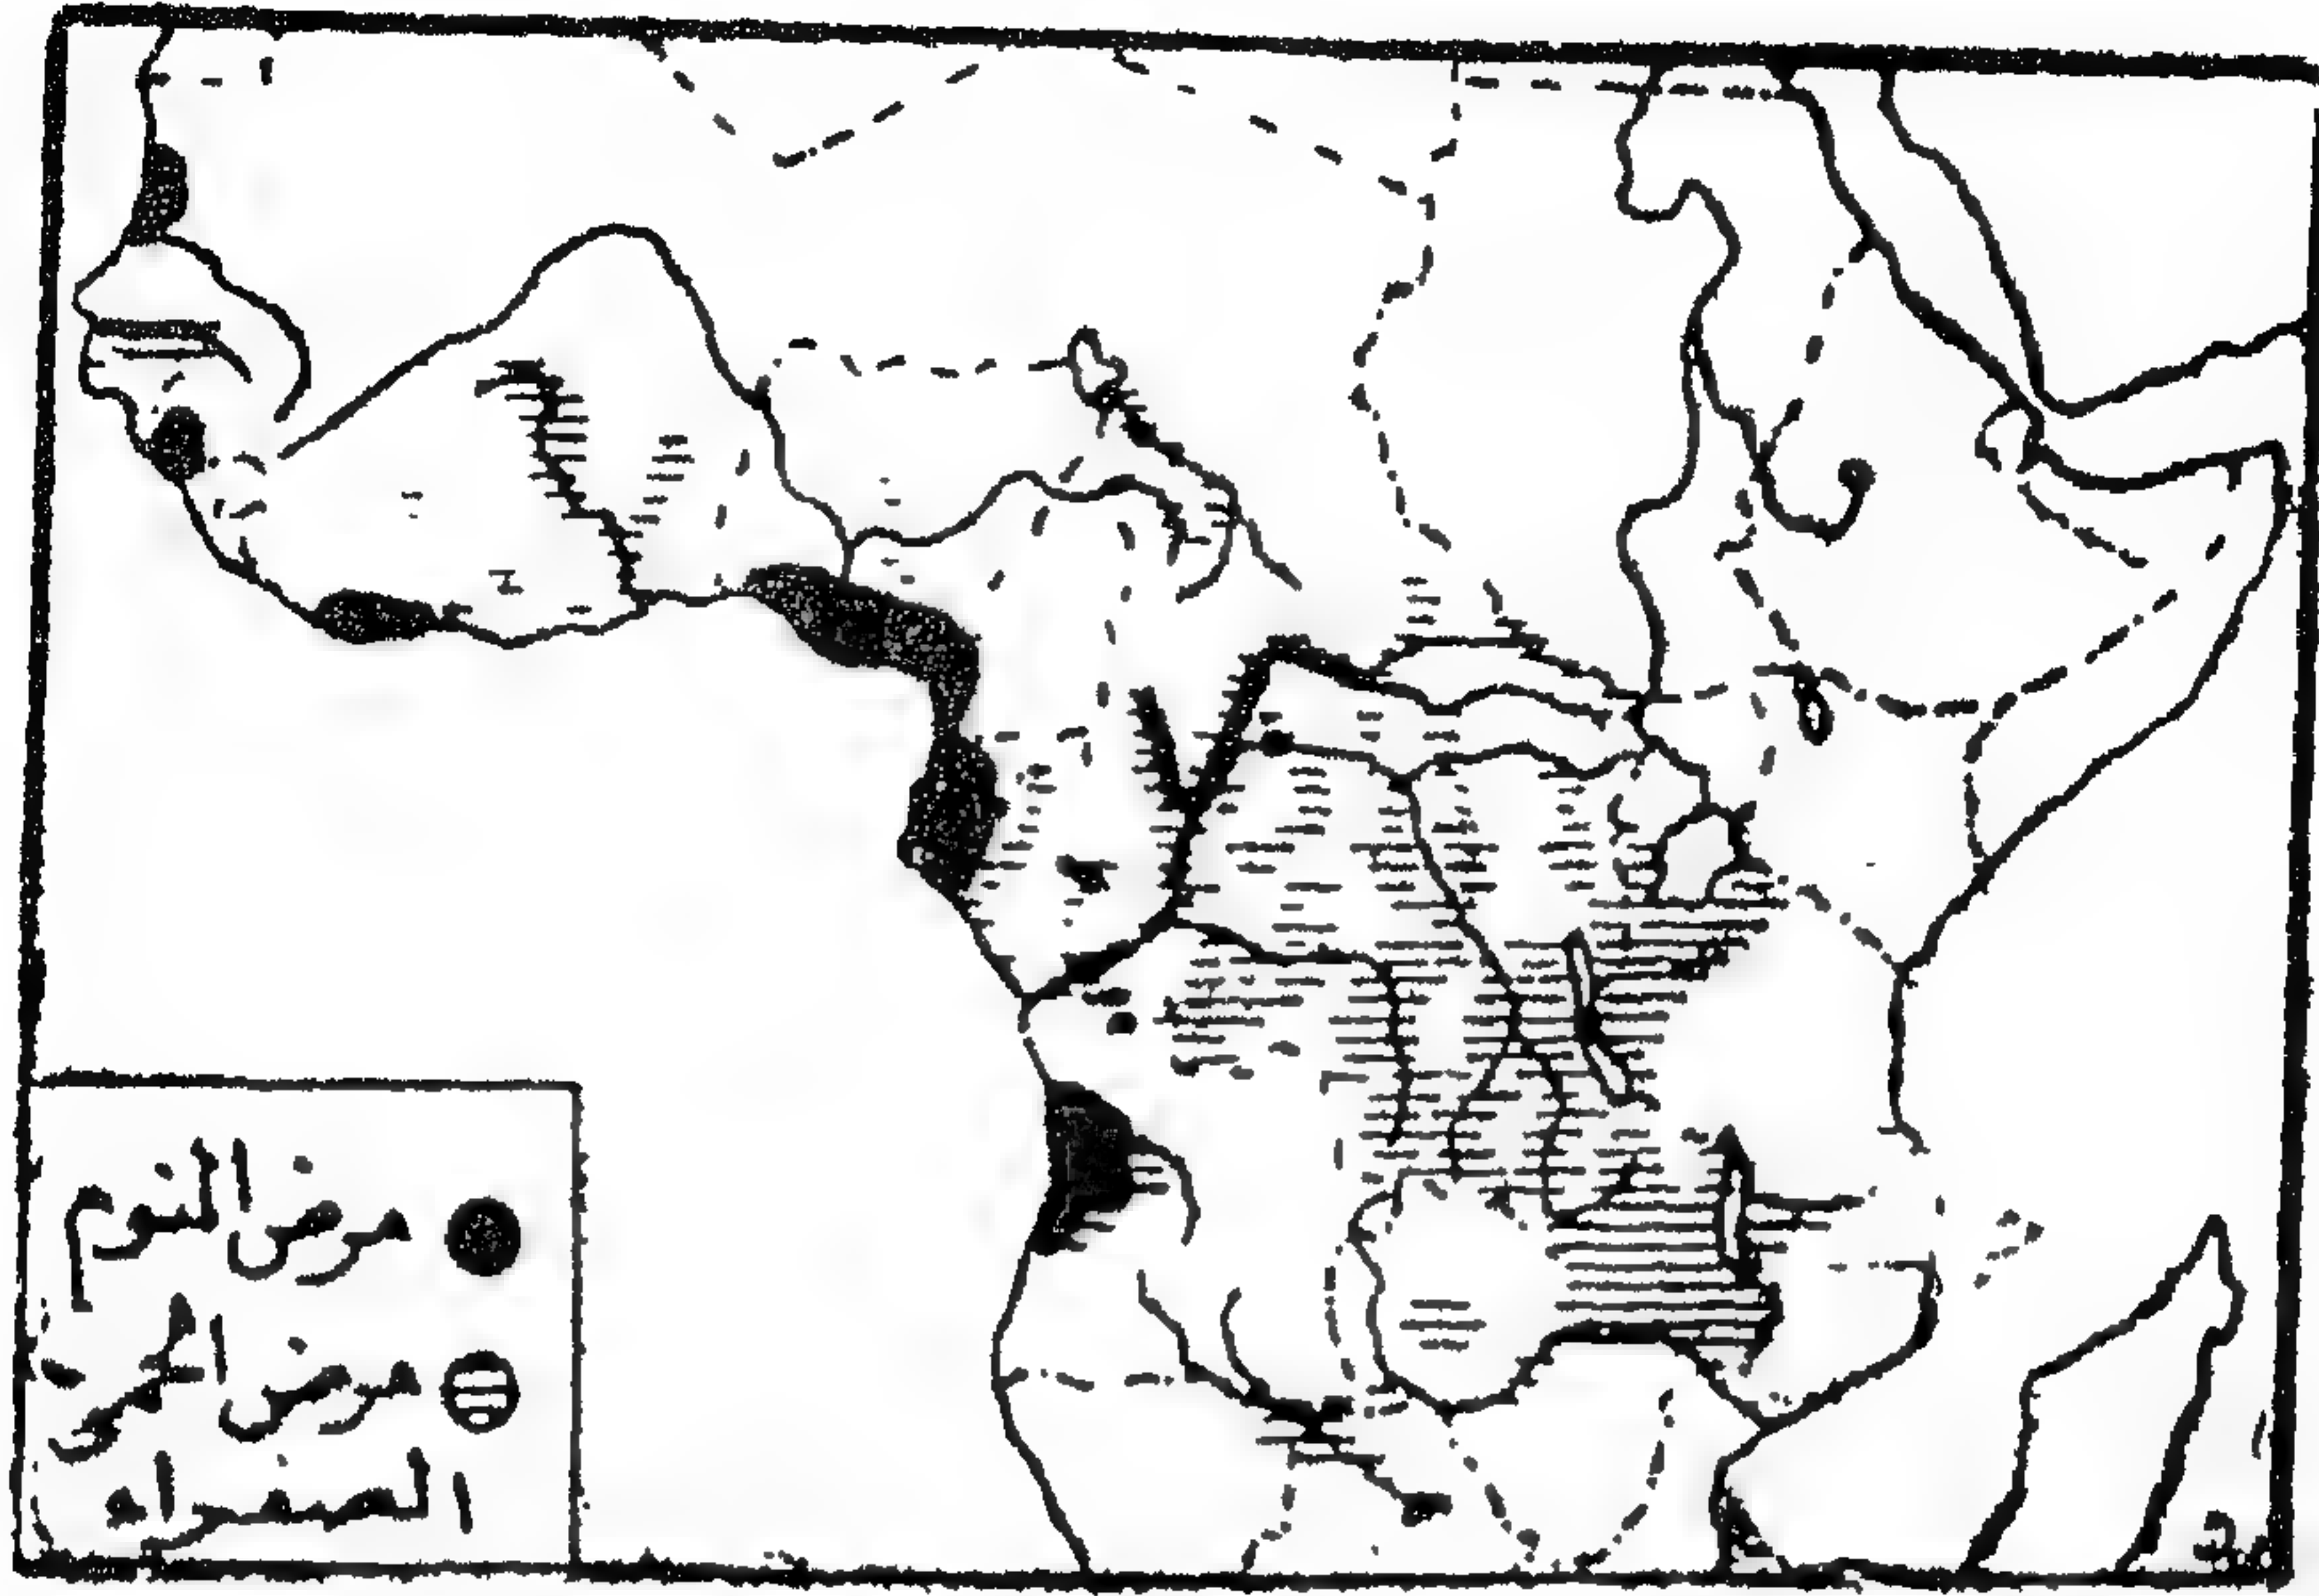 مرض النوم
مرض الحمى
الصفراء